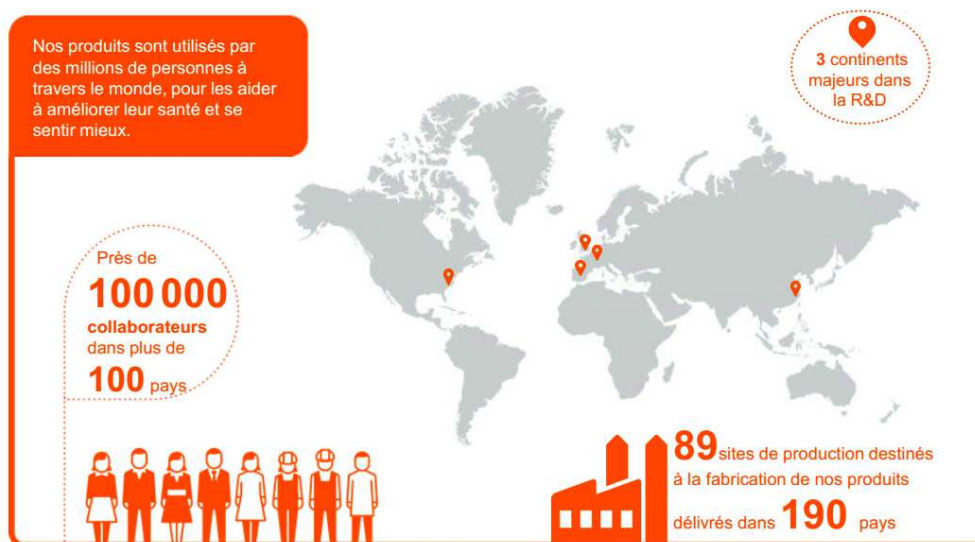 Nos produits sont utilisés par
des millions de personnes à
travers le monde, pour les aider
à améliorer leur santé et se
sentir mieux.
3 continents
majeurs dans
la R&D
Près de
100 000
collaborateurs
dans plus de
100 pays
89 sites de production destinés
à la fabrication de nos produits
délivrés dans 190 pays